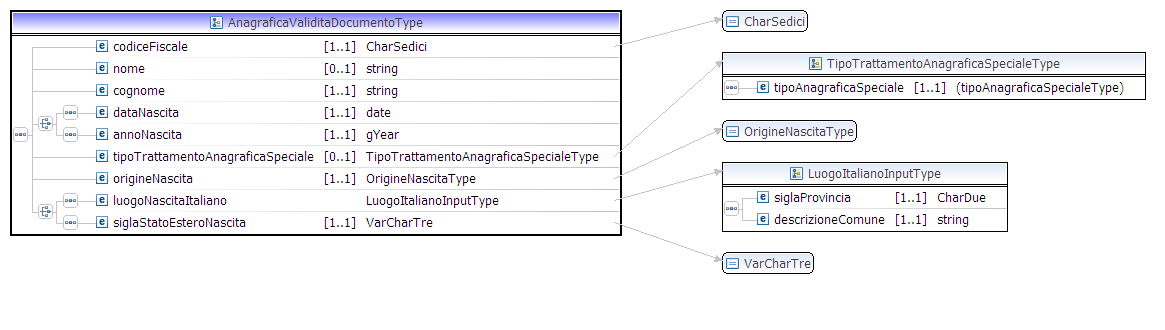 AnagraficaValiditaDocumentoType
codiceFiscale [1..1] CharSedici
nome [0..1] string
cognome [1..1] string
dataNascita [1..1] date
annoNascita [1..1] gYear
tipoTrattamentoAnagraficaSpeciale [0..1] TipoTrattamentoAnagraficaSpecialeType
origineNascita [1..1] OrigineNascitaType
luogoNascitaItaliano LuogoItalianoInputType
siglaStatoEsteroNascita [1..1] VarCharTre
CharSedici
TipoTrattamentoAnagraficaSpecialeType
tipoAnagraficaSpeciale [1..1] (tipoAnagraficaSpecialeType)
OrigineNascitaType
LuogoItalianoInputType
siglaProvincia [1..1] CharDue
descrizioneComune [1..1] string
VarCharTre